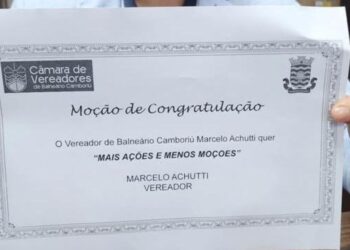 Câmara de
Vereadores
de Balneário Camboriú
Moção de Congratulação
O Vereador de Balneário Camboriú Marcelo Achutti quer
“MAIS AÇÕES E MENOS MOÇOES”
MARCELO ACHUTTI
VEREADOR